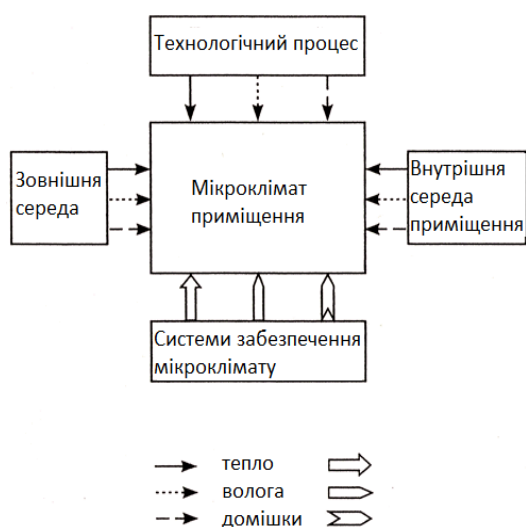 Технологічний процес
Зовнішня
середа
Мікроклімат
приміщення
Внутрішня
середа
приміщення
Системи забезпечення
мікроклімату
тепло
волога
домішки